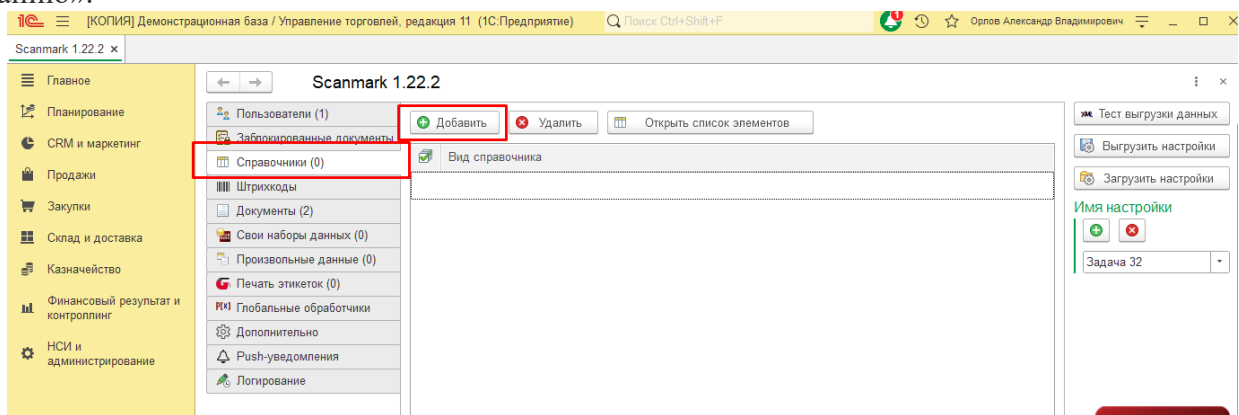 анию».
1С [КОПИЯ] Демонстрационная база / Управление торговлей, редакция 11 (1С:Предприятие) Поиск Ctrl+Shift+F Орлов Александр Владимирович
Scanmark 1.22.2 ×
Главное
Планирование
CRM и маркетинг
Продажи
Закупки
Склад и доставка
Казначейство
Финансовый результат и
контроллинг
НСИ и
администрирование
Scanmark 1.22.2
Пользователи (1)
Заблокированные документы
Справочники (0)
Штрихкоды
Документы (2)
Свои наборы данных (0)
Произвольные данные (0)
Печать этикеток (0)
P[X] Глобальные обработчики
Дополнительно
Push-уведомления
Логирование
Добавить Удалить Открыть список элементов
Вид справочника
XML Тест выгрузки данных
Выгрузить настройки
Загрузить настройки
Имя настройки
Задача 32